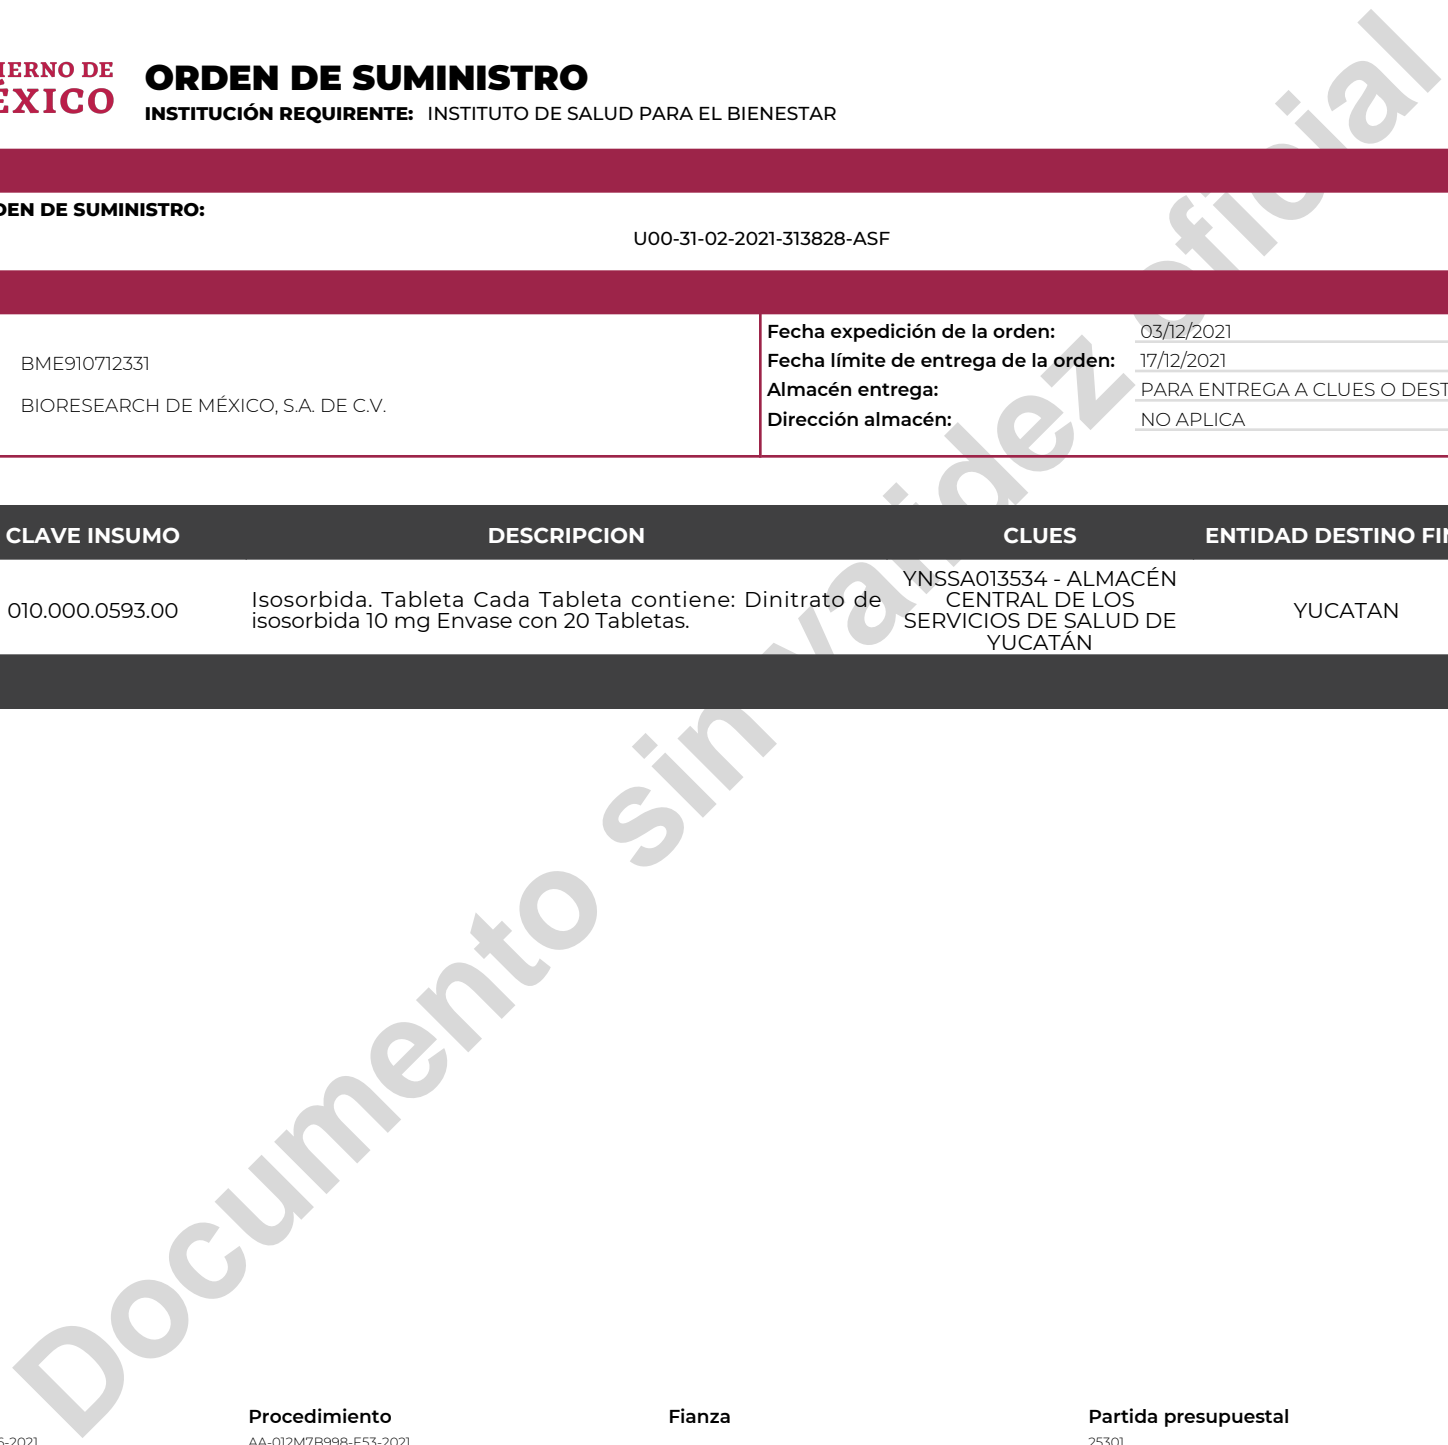 ORDEN DE SUMINISTRO
INSTITUCIÓN REQUIRENTE: INSTITUTO DE SALUD PARA EL BIENESTAR
DE
DE SUMINISTRO:
U00-31-02-2021-313828-ASF
BME910712331
BIORESEARCH DE MÉXICO, S.A. DE C.V.
Fecha expedición de la orden: 03/12/2021
Fecha límite de entrega de la orden: 17/12/2021
Almacén entrega: PARA ENTREGA A CLUES O
Dirección almacén: NO APLICA
CLAVE INSUMO DESCRIPCION CLUES ENTIDAD DESTINO
010.000.0593.00
Isosorbida. Tableta Cada Tableta contiene: Dinitrato de
isosorbida 10 mg Envase con 20 Tabletas.
YNSSA013534 - ALMACÉN
CENTRAL DE LOS
SERVICIOS DE SALUD DE
YUCATÁN
YUCATAN
Documento sin validez oficial
Procedimiento Fianza Partida presupuestal
AA-012M7B998-E53-2021 25301